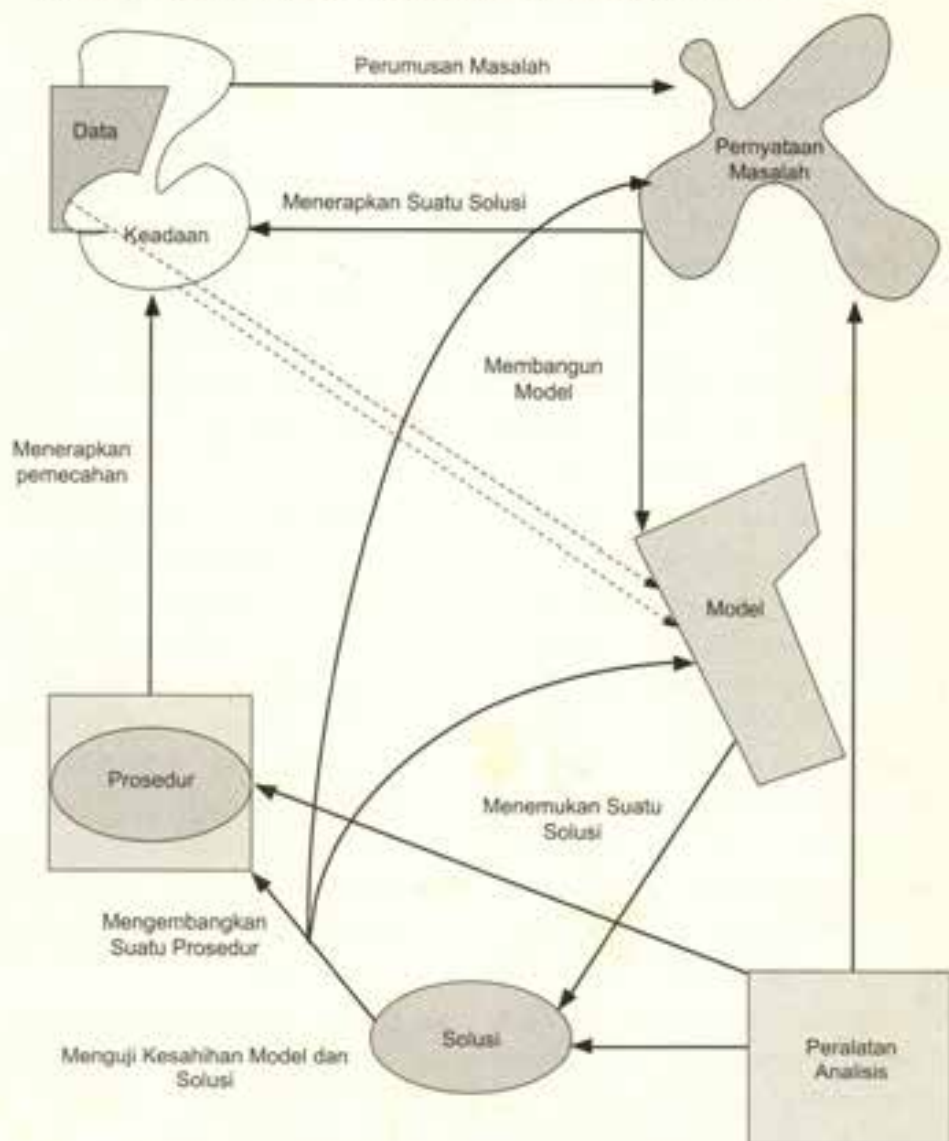 Perumusan Masalah
Data
Pernyataan
Masalah
Menerapkan Suatu Solusi
Keadaan
Membangun
Model
Menerapkan
pemecahan
Model
Prosedur
Menemukan Suatu
Solusi
Mengembangkan
Suatu Prosedur
Solusi
Menguji Kesahihan Model dan
Solusi
Peralatan
Analisis